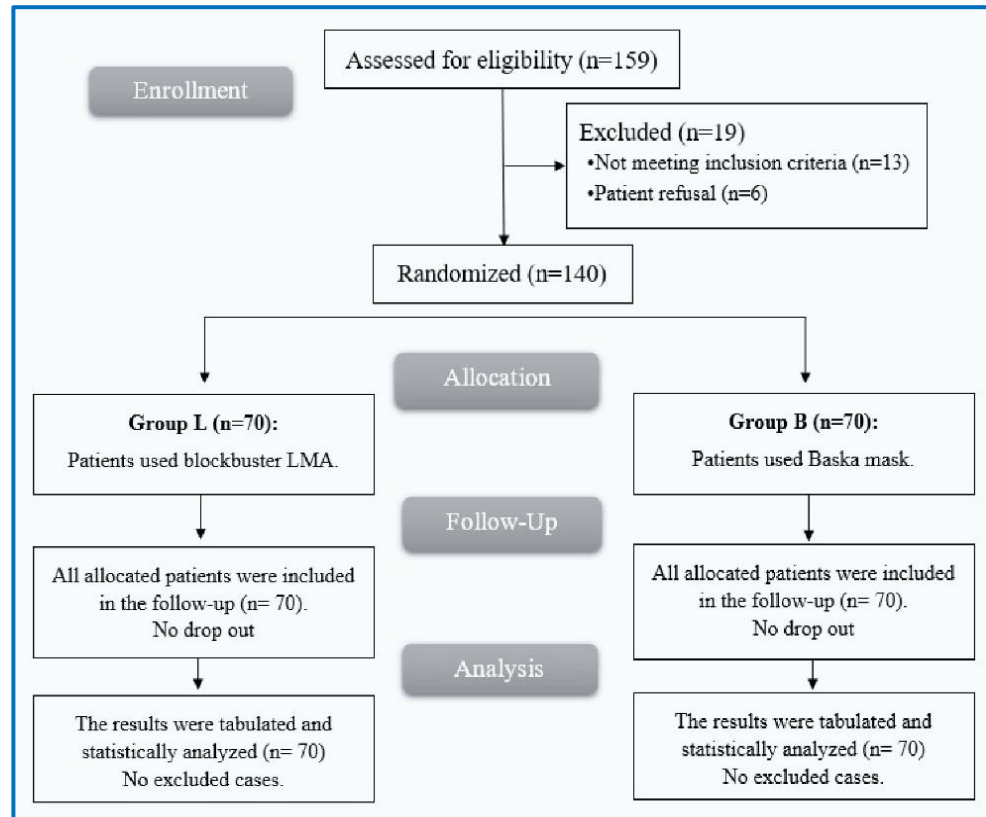 Assessed for eligibility (n=159)
Enrollment
Excluded (n=19)
•Not meeting inclusion criteria (n=13)
•Patient refusal (n=6)
Randomized (n=140)
Allocation
Group L (n=70):
Patients used blockbuster LMA.
Group B (n=70):
Patients used Baska mask.
Follow-Up
All allocated patients were included
in the follow-up (n= 70).
No drop out
All allocated patients were included
in the follow-up (n= 70).
No drop out
Analysis
The results were tabulated and
statistically analyzed (n= 70)
No excluded cases.
The results were tabulated and
statistically analyzed (n= 70)
No excluded cases.